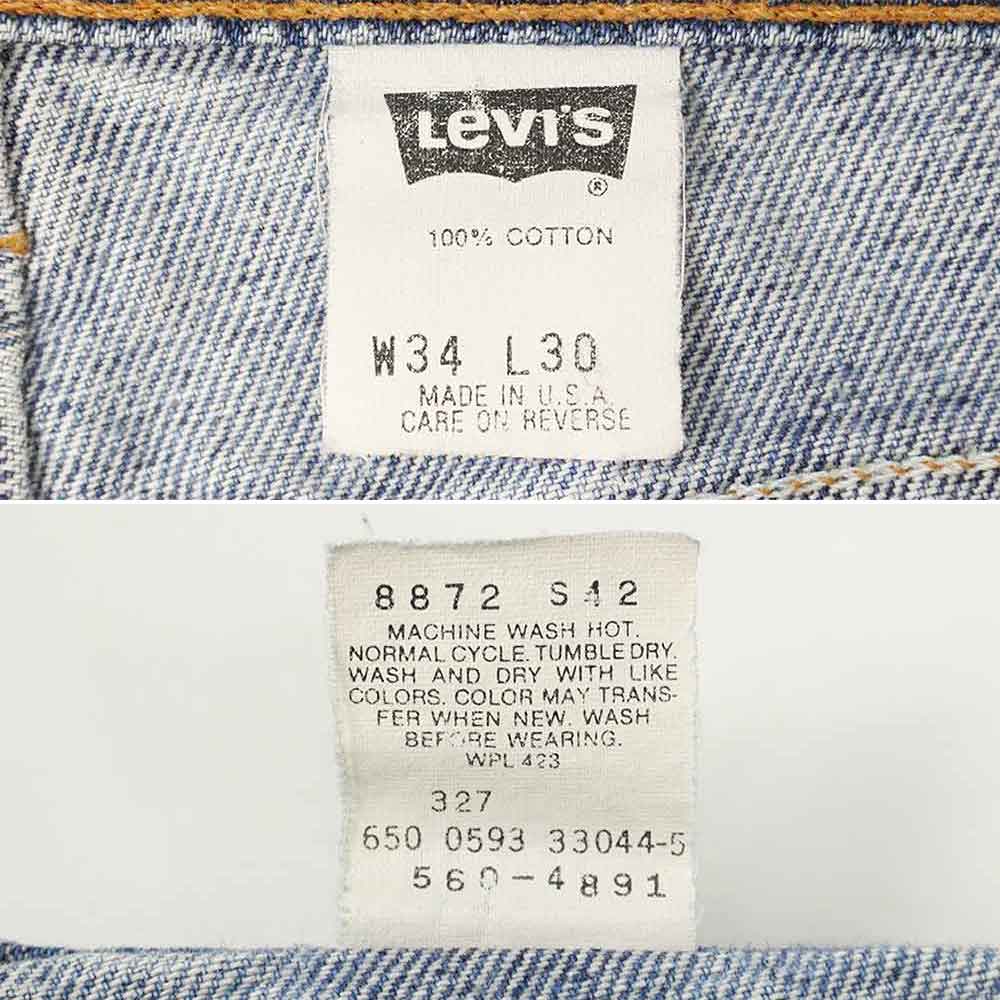 Levi's
®
100% COTTON
W34 L30
MADE IN U.S.A.
CARE ON REVERSE
8872 S42
MACHINE WASH HOT.
NORMAL CYCLE. TUMBLE DRY.
WASH AND DRY WITH LIKE
COLORS. COLOR MAY TRANS-
FER WHEN NEW. WASH
BEFORE WEARING.
WPL 423
327
650 0593 33044-5
560-4891